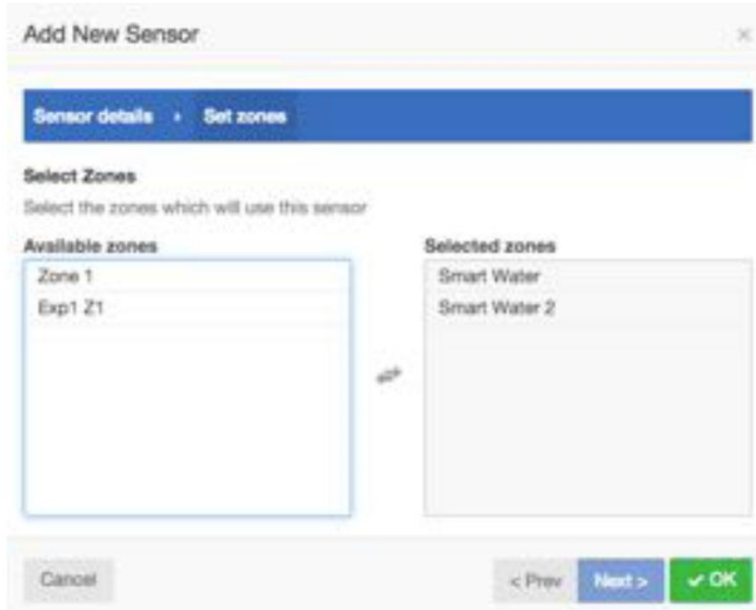 Add New Sensor ×
Sensor details › Set zones
Select Zones
Select the zones which will use this sensor
Available zones
Zone 1
Exp1 Z1
Selected zones
Smart Water
Smart Water 2
Cancel
< Prev
Next >
✓ OK